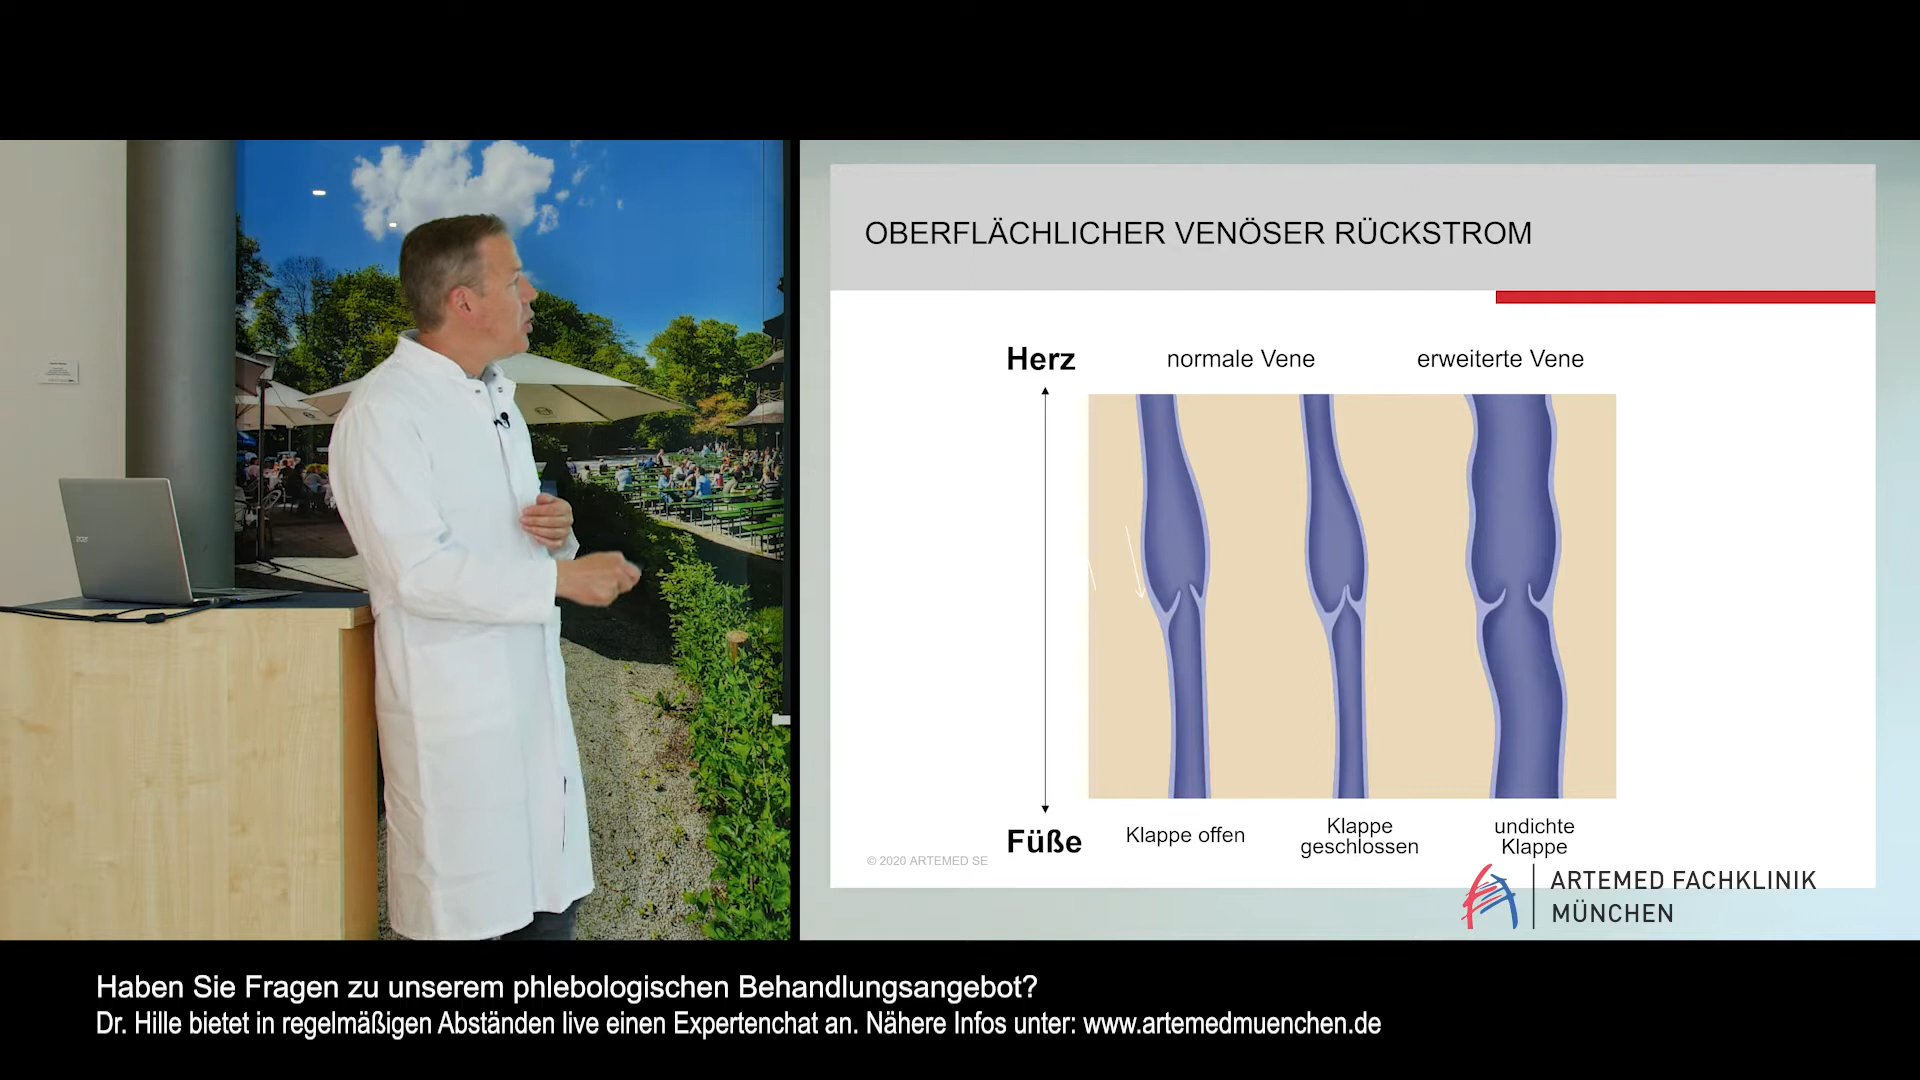 OBERFLÄCHLICHER VENÖSER RÜCKSTROM
Herz
normale Vene
erweiterte Vene
Füße
Klappe offen
Klappe
geschlossen
undichte
Klappe
© 2020 ARTEMED SE
ARTEMED FACHKLINIK
MÜNCHEN
acer
Haben Sie Fragen zu unserem phlebologischen Behandlungsangebot?
Dr. Hille bietet in regelmäßigen Abständen live einen Expertenchat an. Nähere Infos unter: www.artemedmuenchen.de